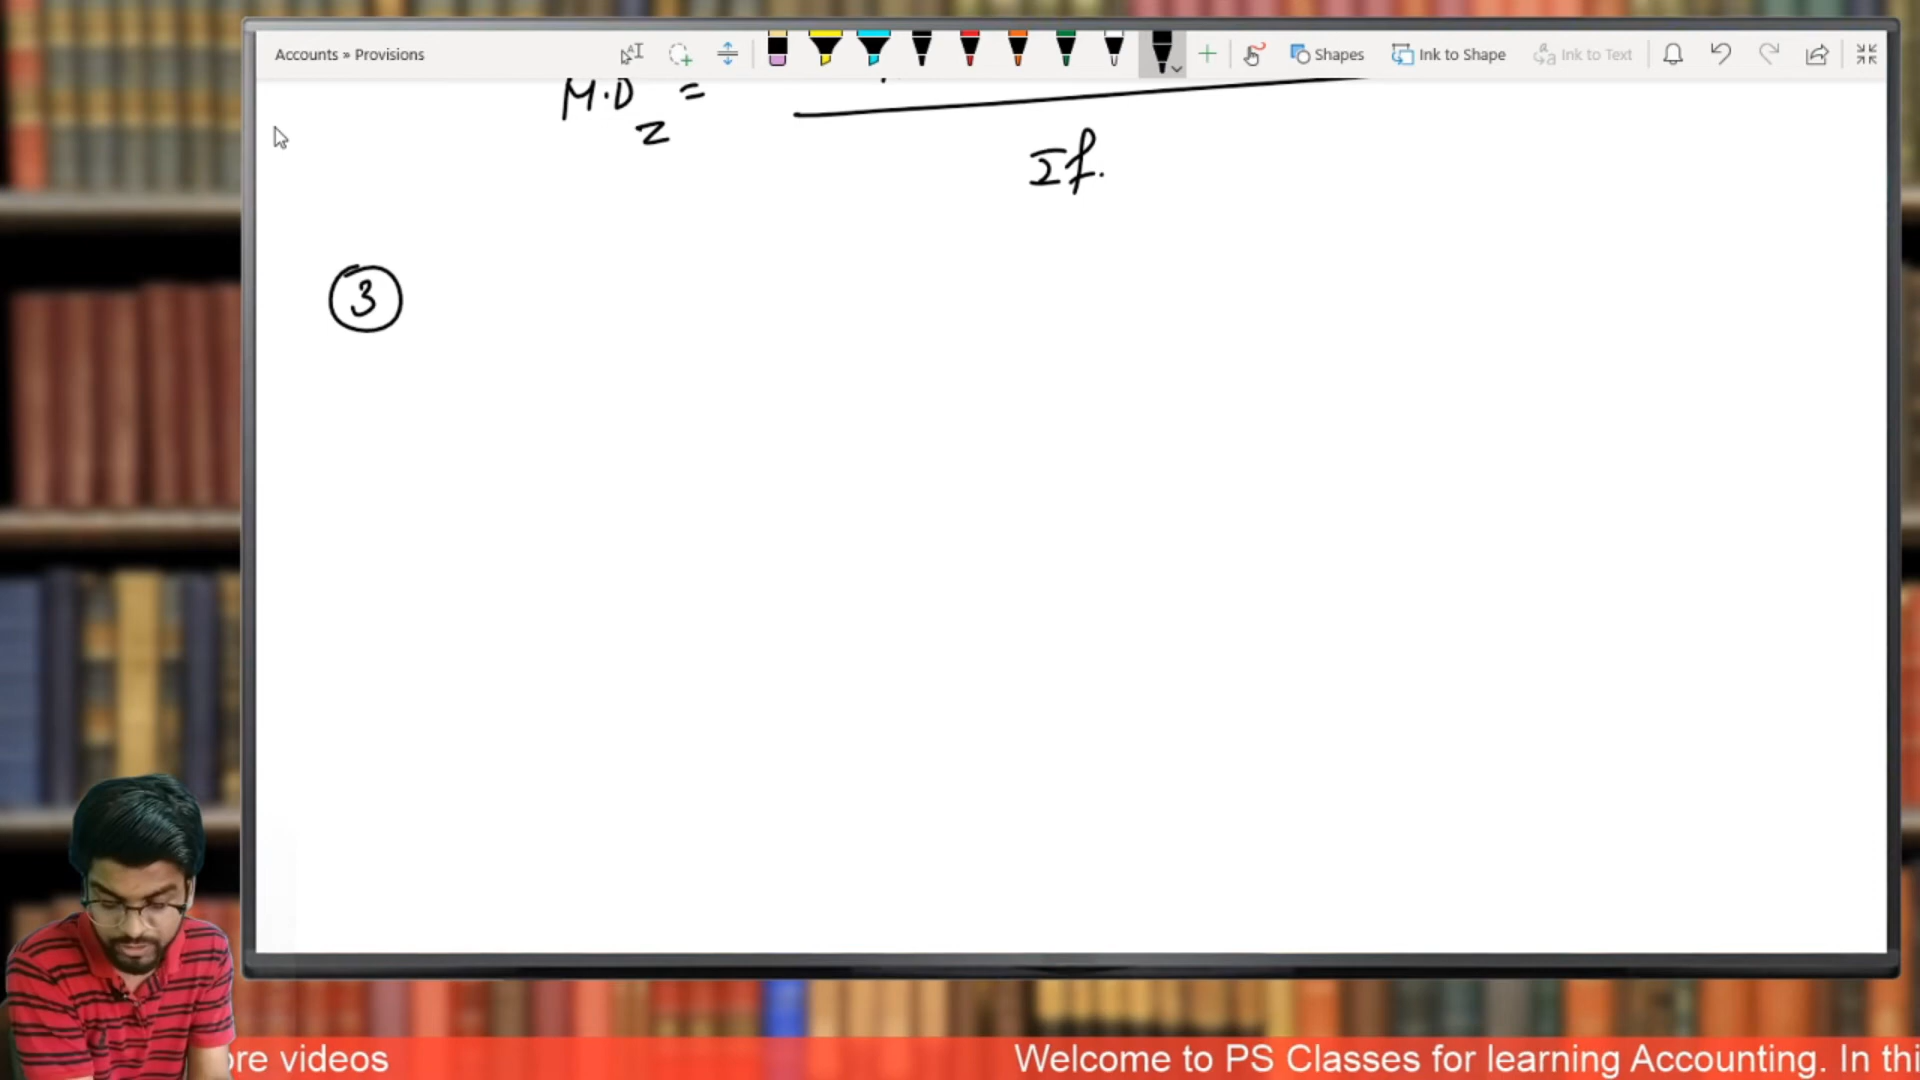 Accounts » Provisions Shapes Ink to Shape Ink to Text
M.D z =
Σf.
3
ore videos Welcome to PS Classes for learning Accounting. In thi